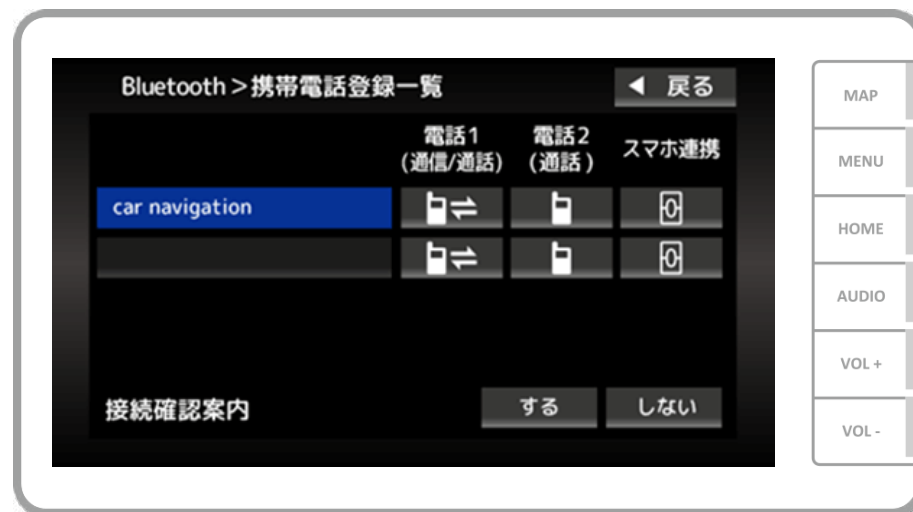 Bluetooth>携帯電話登録一覧
◀ 戻る
電話1
(通信/通話)
電話2
(通話)
スマホ連携
car navigation
接続確認案内
する
しない
MAP
MENU
HOME
AUDIO
VOL +
VOL -